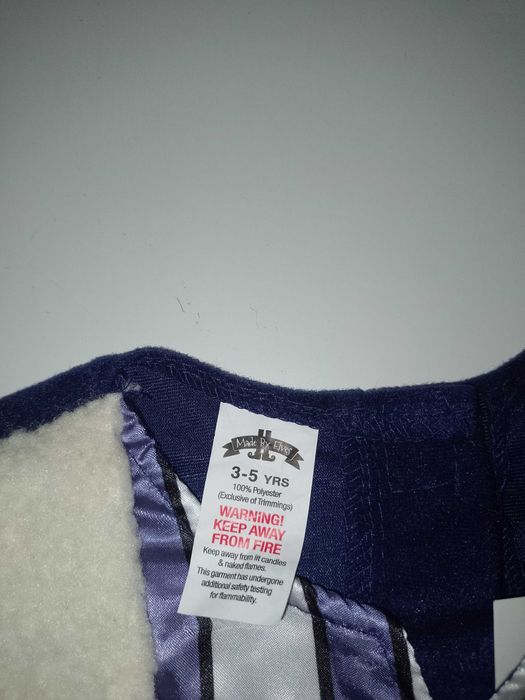 Made By Elves
3-5 YRS
100% Polyester
(Exclusive of Trimmings)
WARNING!
KEEP AWAY
FROM FIRE
Keep away from lit candles
& naked flames.
This garment has undergone
additional safety testing
for flammability.